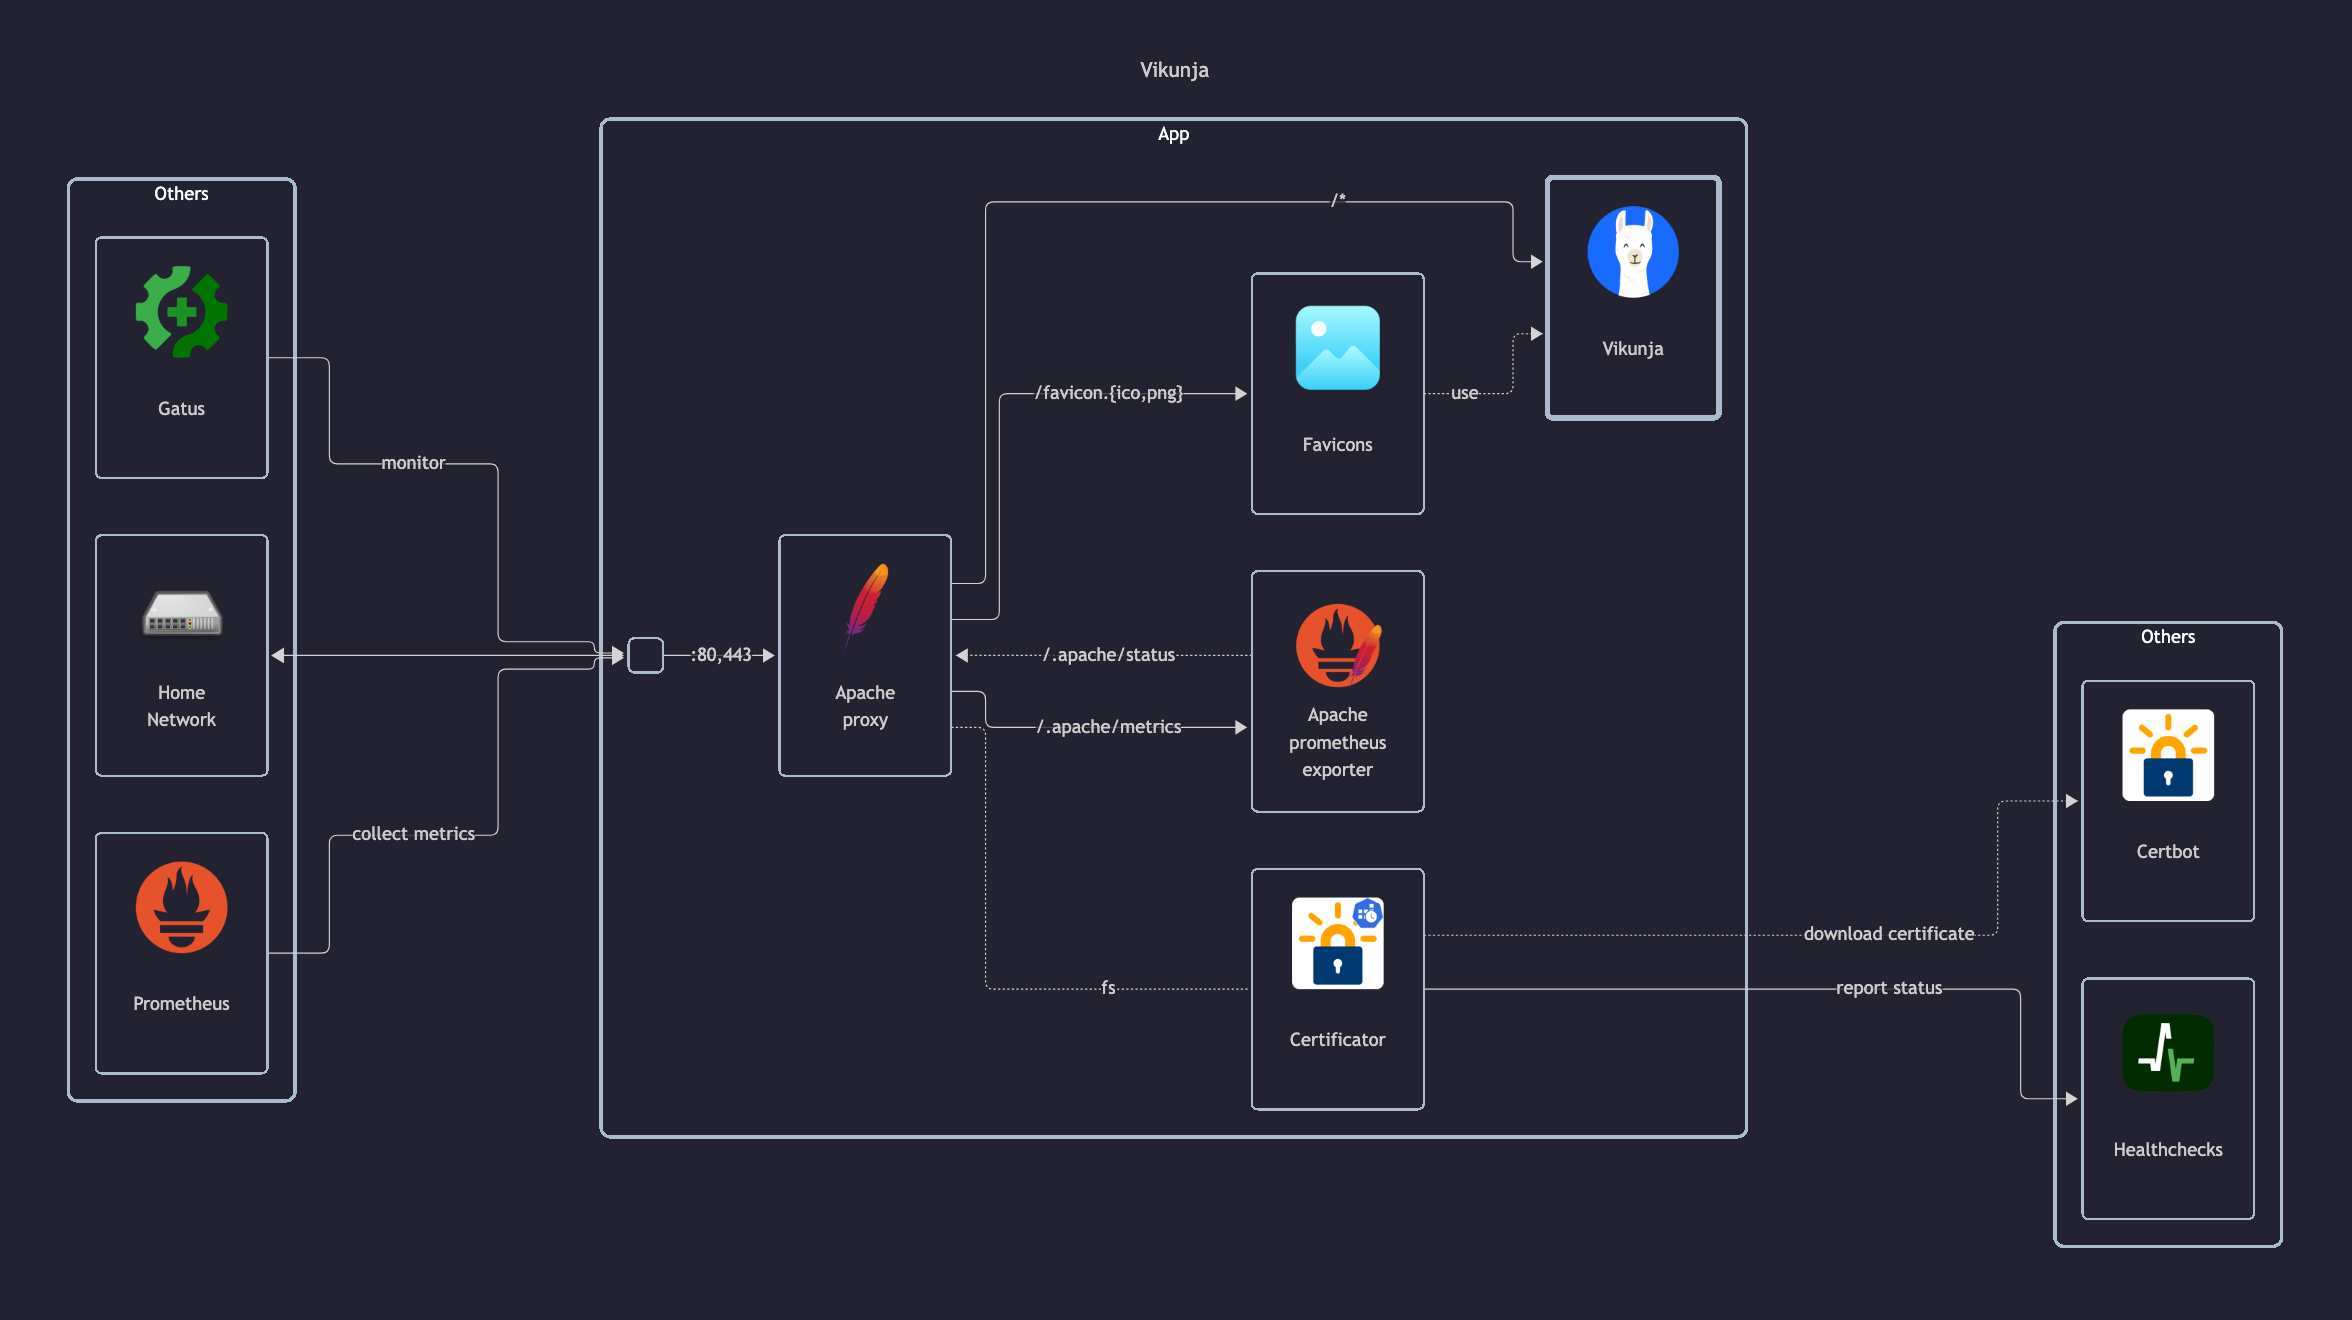 Vikunja
App
Others
Gatus
monitor
Home
Network
collect metrics
Prometheus
:80,443
Apache
proxy
/*
/favicon.{ico,png}
Favicons
use
Vikunja
/.apache/status
/.apache/metrics
Apache
prometheus
exporter
fs
Certificator
download certificate
report status
Others
Certbot
Healthchecks